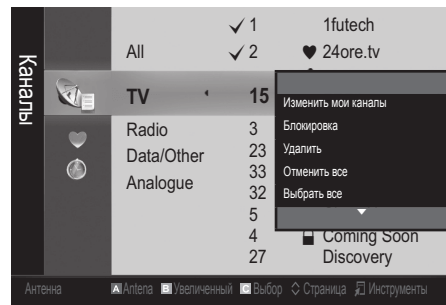 Каналы
✓ 1 1futech
All ✓ 2 ♥ 24ore.tv
TV 15
Radio 3
Data/Other 23
Analogue 33
32
5
4 Coming Soon
27 Discovery
Изменить мои каналы
Блокировка
Удалить
Отменить все
Выбрать все
Антенна A Antena B Увеличенный C Выбор Страница Инструменты